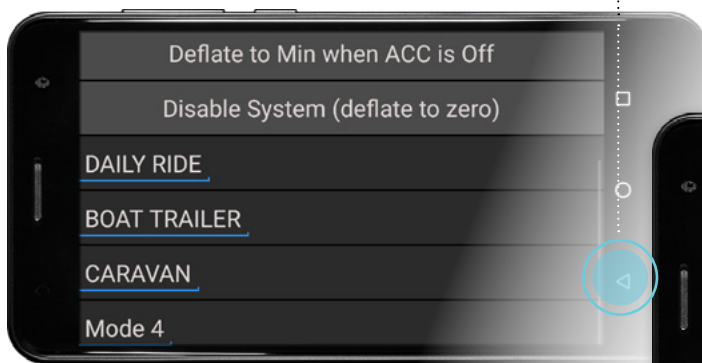 Deflate to Min when ACC is Off
Disable System (deflate to zero)
DAILY RIDE
BOAT TRAILER
CARAVAN
Mode 4